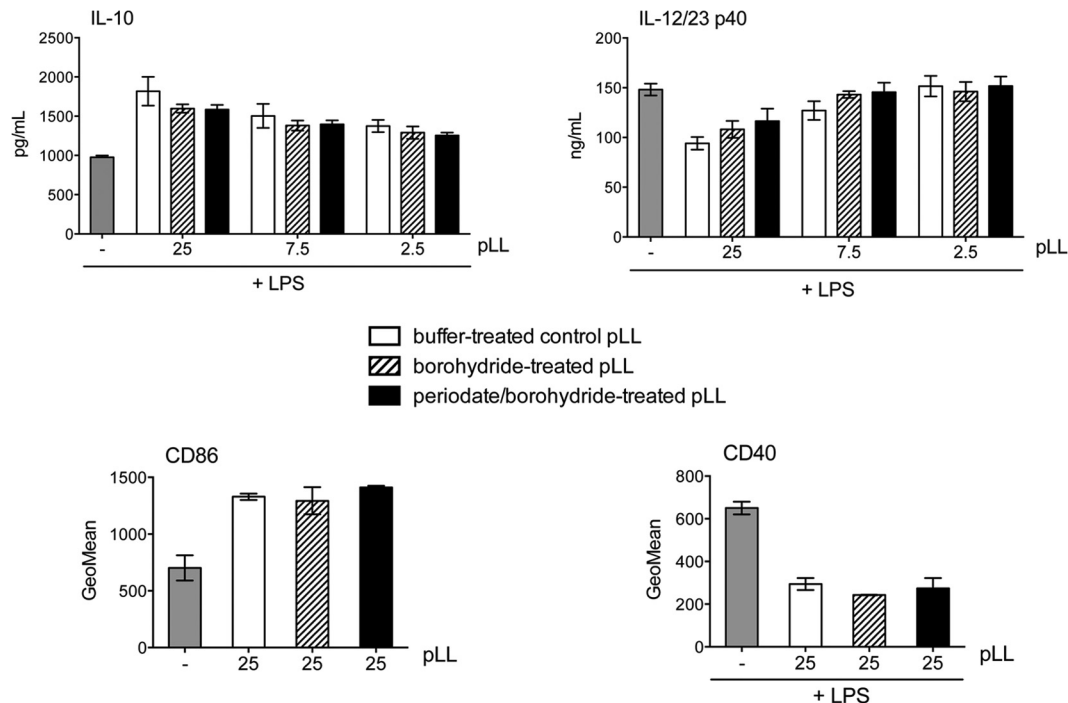 IL-10
2500
2000
1500
1000
500
0
pg/mL
- 25 7.5 2.5 pLL
+ LPS
IL-12/23 p40
200
150
100
50
0
ng/mL
- 25 7.5 2.5 pLL
+ LPS
buffer-treated control pLL
borohydride-treated pLL
periodate/borohydride-treated pLL
CD86
1500
1000
500
0
GeoMean
- 25 25 25 pLL
CD40
800
600
400
200
0
GeoMean
- 25 25 25 pLL
+ LPS